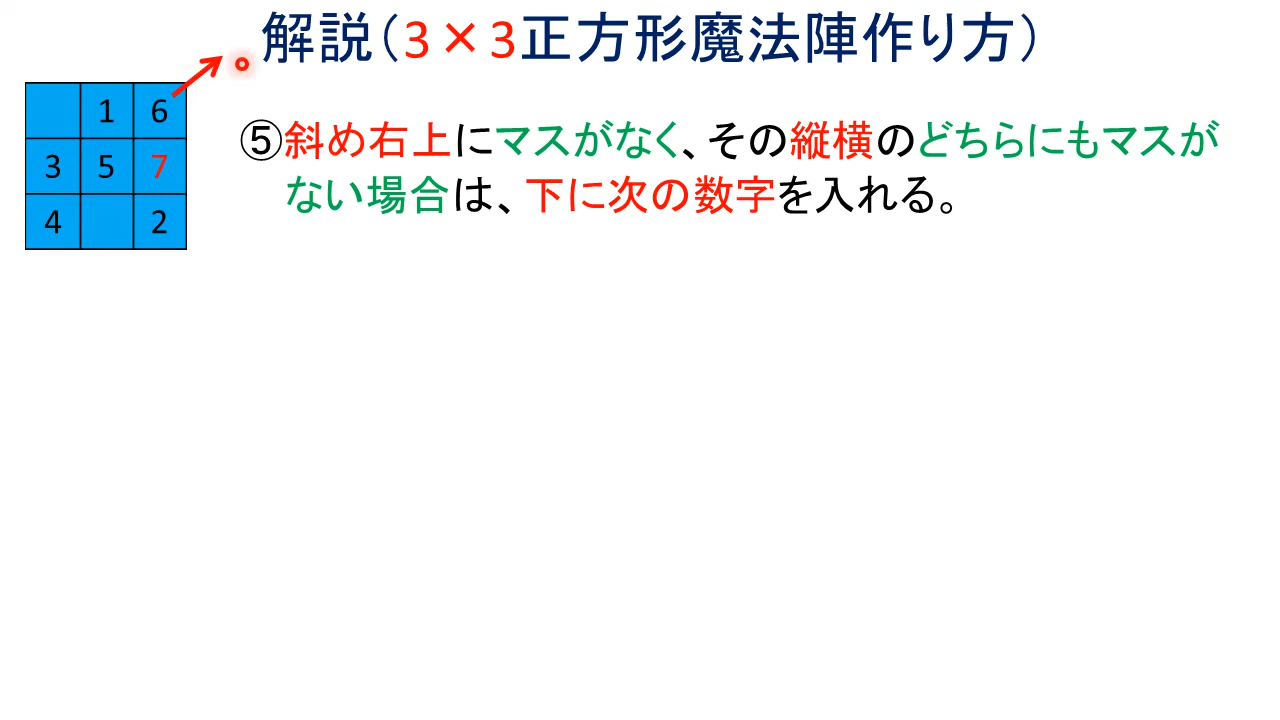 解説（3×3正方形魔法陣作り方）
1 6
3 5 7
4 2
⑤斜め右上にマスがなく、その縦横のどちらにもマスが
ない場合は、下に次の数字を入れる。